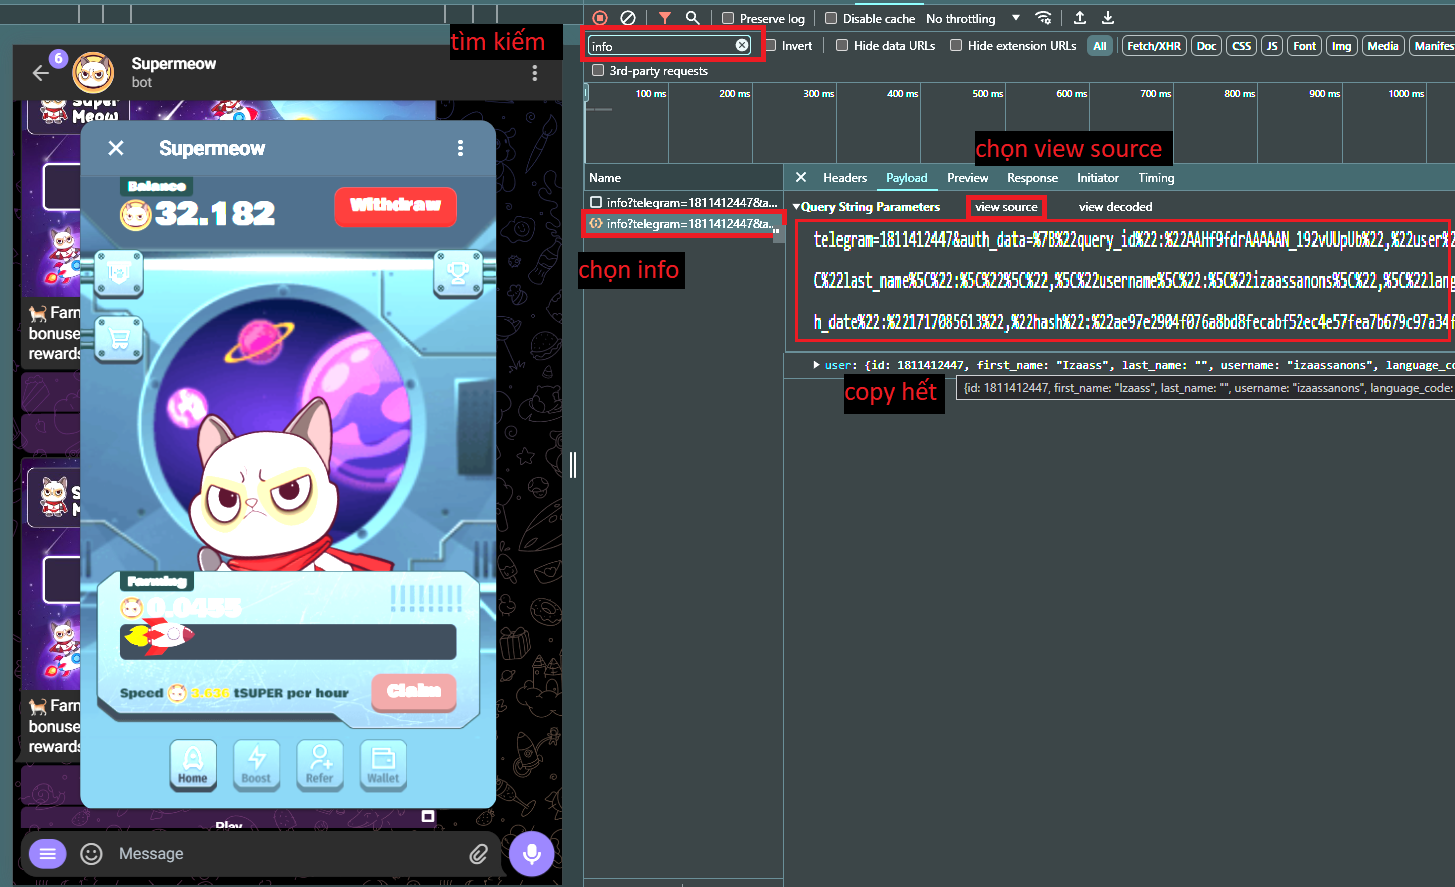 tìm kiếm
6
Supermeow
bot
Super
Meow
Supermeow
Balance
32.182
Withdraw
Farm
bonuse
rewards
Farming
0.0455
Speed 3.636 tSUPER per hour
Claim
Home
Boost
Refer
Wallet
Farn
bonuse
rewards
Play
Message
Preserve log
Disable cache
No throttling
info
Invert
Hide data URLs
Hide extension URLs
All
Fetch/XHR
Doc
CSS
JS
Font
Img
Media
Manifes
3rd-party requests
100 ms
200 ms
300 ms
400 ms
500 ms
600 ms
700 ms
800 ms
900 ms
1000 ms
chọn view source
Name
info?telegram=1811412447&a...
info?telegram=1811412447&a...
chọn info
Headers
Payload
Preview
Response
Initiator
Timing
Query String Parameters
view source
view decoded
telegram=1811412447&auth_data=%7B%22query_id%22:%22AAHf9fdrAAAAAN_192vUUpUb%22,%22user%2
C%22last_name%5C%22:%5C%22%5C%22,%5C%22username%5C%22:%5C%22izaassanons%5C%22,%5C%22lang
h_date%22:%221717085613%22,%22hash%22:%22ae97e2904f076a8bd8fecabf52ec4e57fea7b679c97a34f
user: {id: 1811412447, first_name: "Izaass", last_name: "", username: "izaassanons", language_co
copy hết
{id: 1811412447, first_name: "Izaass", last_name: "", username: "izaassanons", language_code: